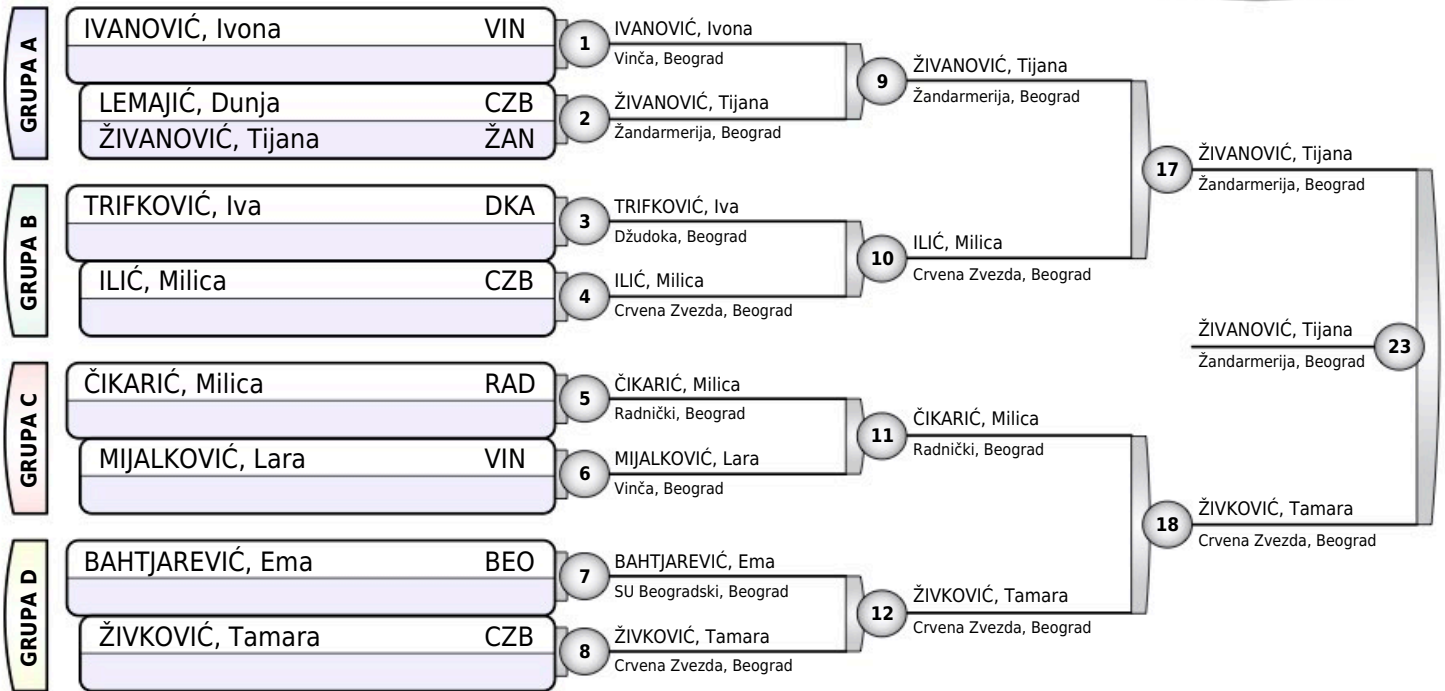 GRUPA A
IVANOVIĆ, Ivona VIN
LEMAJIĆ, Dunja CZB
ŽIVANOVIĆ, Tijana ŽAN
GRUPA B
TRIFKOVIĆ, Iva DKA
ILIĆ, Milica CZB
GRUPA C
ČIKARIĆ, Milica RAD
MIJALKOVIĆ, Lara VIN
GRUPA D
BAHTJAREVIĆ, Ema BEO
ŽIVKOVIĆ, Tamara CZB
1
IVANOVIĆ, Ivona
Vinča, Beograd
2
ŽIVANOVIĆ, Tijana
Žandarmerija, Beograd
3
TRIFKOVIĆ, Iva
Džudoka, Beograd
4
ILIĆ, Milica
Crvena Zvezda, Beograd
5
ČIKARIĆ, Milica
Radnički, Beograd
6
MIJALKOVIĆ, Lara
Vinča, Beograd
7
BAHTJAREVIĆ, Ema
SU Beogradski, Beograd
8
ŽIVKOVIĆ, Tamara
Crvena Zvezda, Beograd
9
ŽIVANOVIĆ, Tijana
Žandarmerija, Beograd
10
ILIĆ, Milica
Crvena Zvezda, Beograd
11
ČIKARIĆ, Milica
Radnički, Beograd
12
ŽIVKOVIĆ, Tamara
Crvena Zvezda, Beograd
17
ŽIVANOVIĆ, Tijana
Žandarmerija, Beograd
18
ŽIVKOVIĆ, Tamara
Crvena Zvezda, Beograd
ŽIVANOVIĆ, Tijana
Žandarmerija, Beograd
23